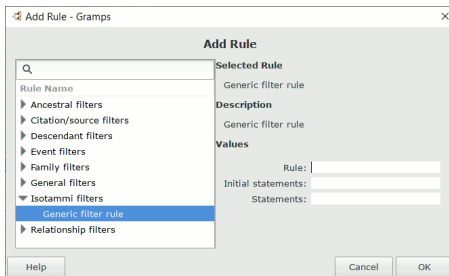 Add Rule - Gramps
Add Rule
Rule Name
Ancestral filters
Citation/source filters
Descendant filters
Event filters
Family filters
General filters
Isotammi filters
Generic filter rule
Relationship filters
Selected Rule
Generic filter rule
Description
Generic filter rule
Values
Rule:
Initial statements:
Statements:
Help
Cancel
OK